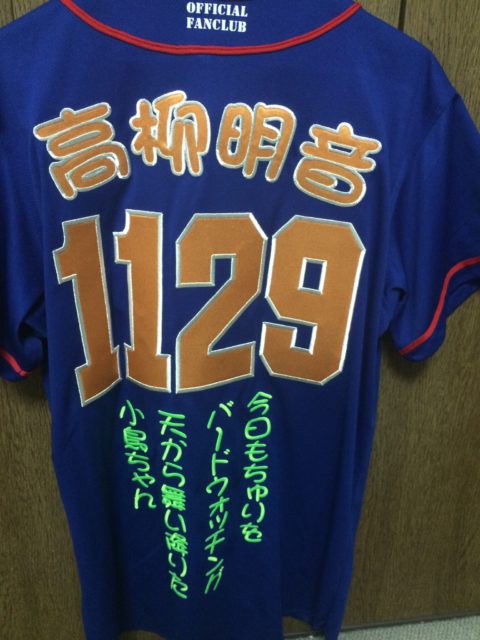 OFFICIAL
FANCLUB
高柳明音
1129
今日もちゅりを
バードウォッチング
天から舞い降りた
小鳥ちゃん